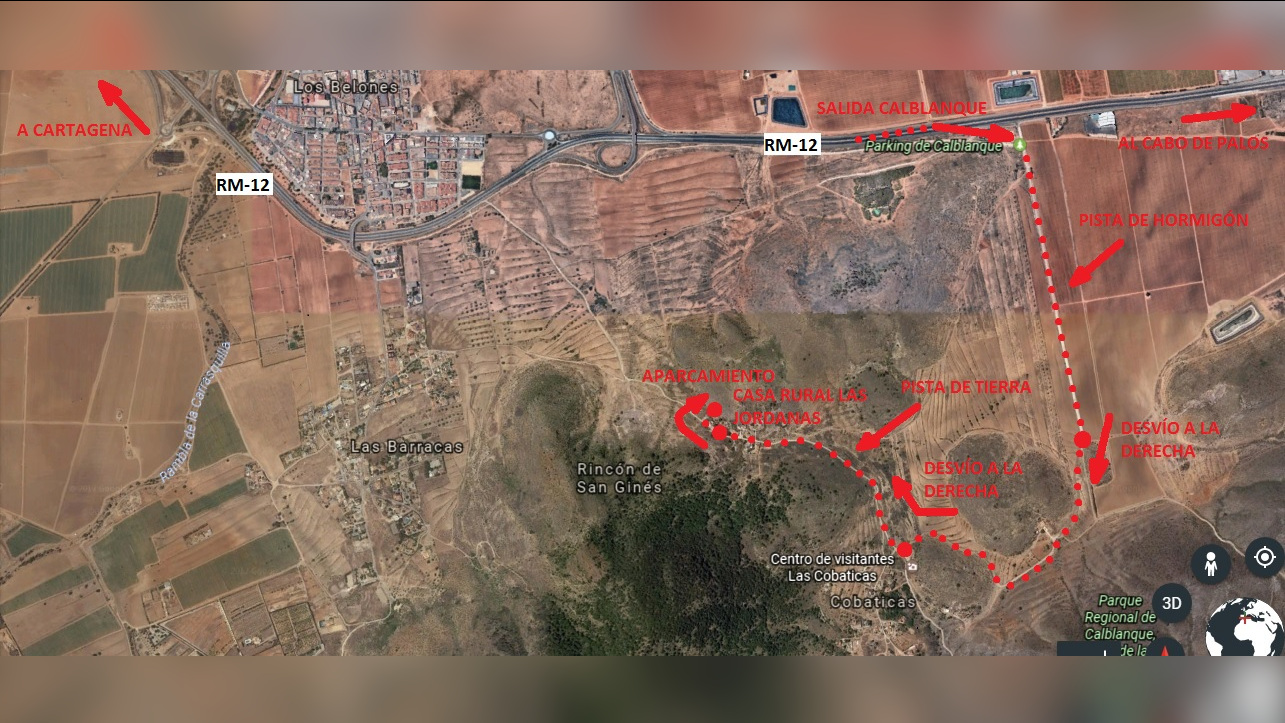 Los Belones
A CARTAGENA
SALIDA CALBLANQUE
RM-12
Parking de Calblanque
AL CABO DE PALOS
RM-12
PISTA DE HORMIGÓN
Rambla de la Carrasquilla
APARCAMIENTO
CASA RURAL LAS
JORDANAS
PISTA DE TIERRA
DESVÍO A LA
DERECHA
Las Barracas
Rincón de
San Ginés
DESVÍO A LA
DERECHA
Centro de visitantes
Las Cobaticas
Cobaticas
Parque
Regional de
Calblanque,
de la
3D